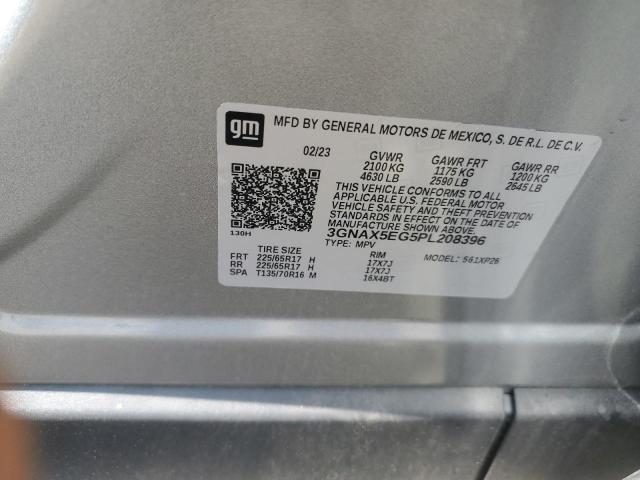 gm MFD BY GENERAL MOTORS DE MEXICO, S. DE R.L. DE C.V.
02/23 GVWR GAWR FRT GAWR RR
2100 KG 1175 KG 1200 KG
4630 LB 2590 LB 2645 LB
THIS VEHICLE CONFORMS TO ALL
APPLICABLE U.S. FEDERAL MOTOR
VEHICLE SAFETY AND THEFT PREVENTION
STANDARDS IN EFFECT ON THE DATE OF
MANUFACTURE SHOWN ABOVE.
130H 3GNAX5EG5PL208396
TYPE: MPV MODEL: 561XP26
TIRE SIZE RIM
FRT 225/65R17 H 17X7J
RR 225/65R17 H 17X7J
SPA T135/70R16 M 16X4BT